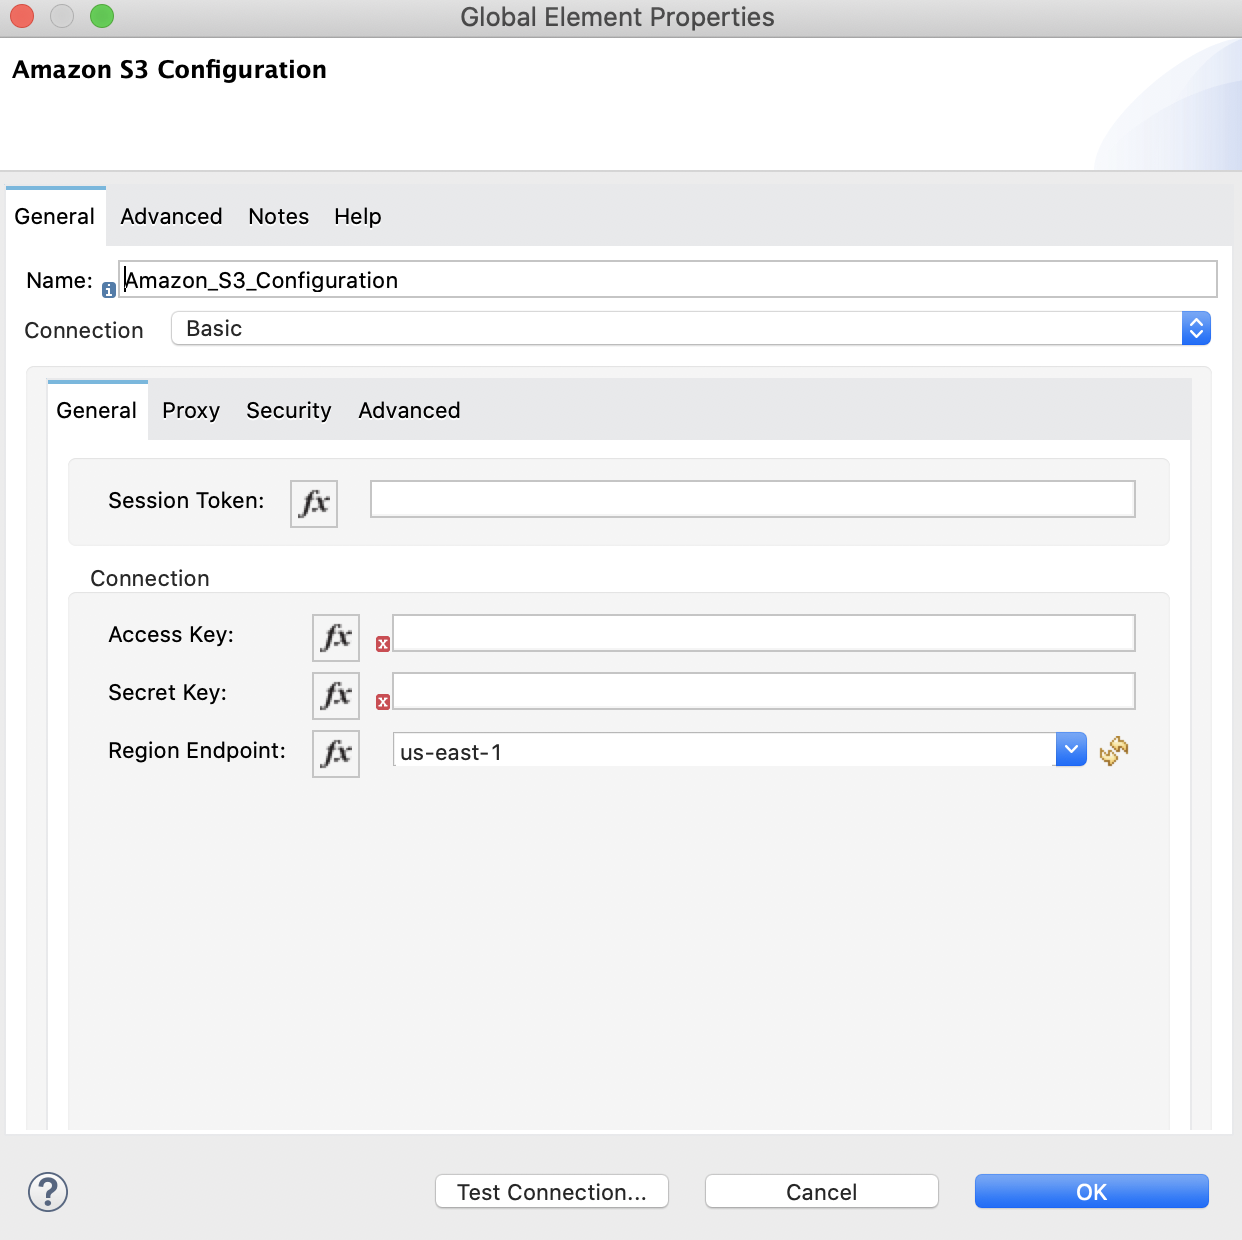 Global Element Properties
Amazon S3 Configuration
General Advanced Notes Help
Name: Amazon_S3_Configuration
Connection Basic
General Proxy Security Advanced
Session Token: fx
Connection
Access Key: fx
Secret Key: fx
Region Endpoint: fx us-east-1
? Test Connection... Cancel OK